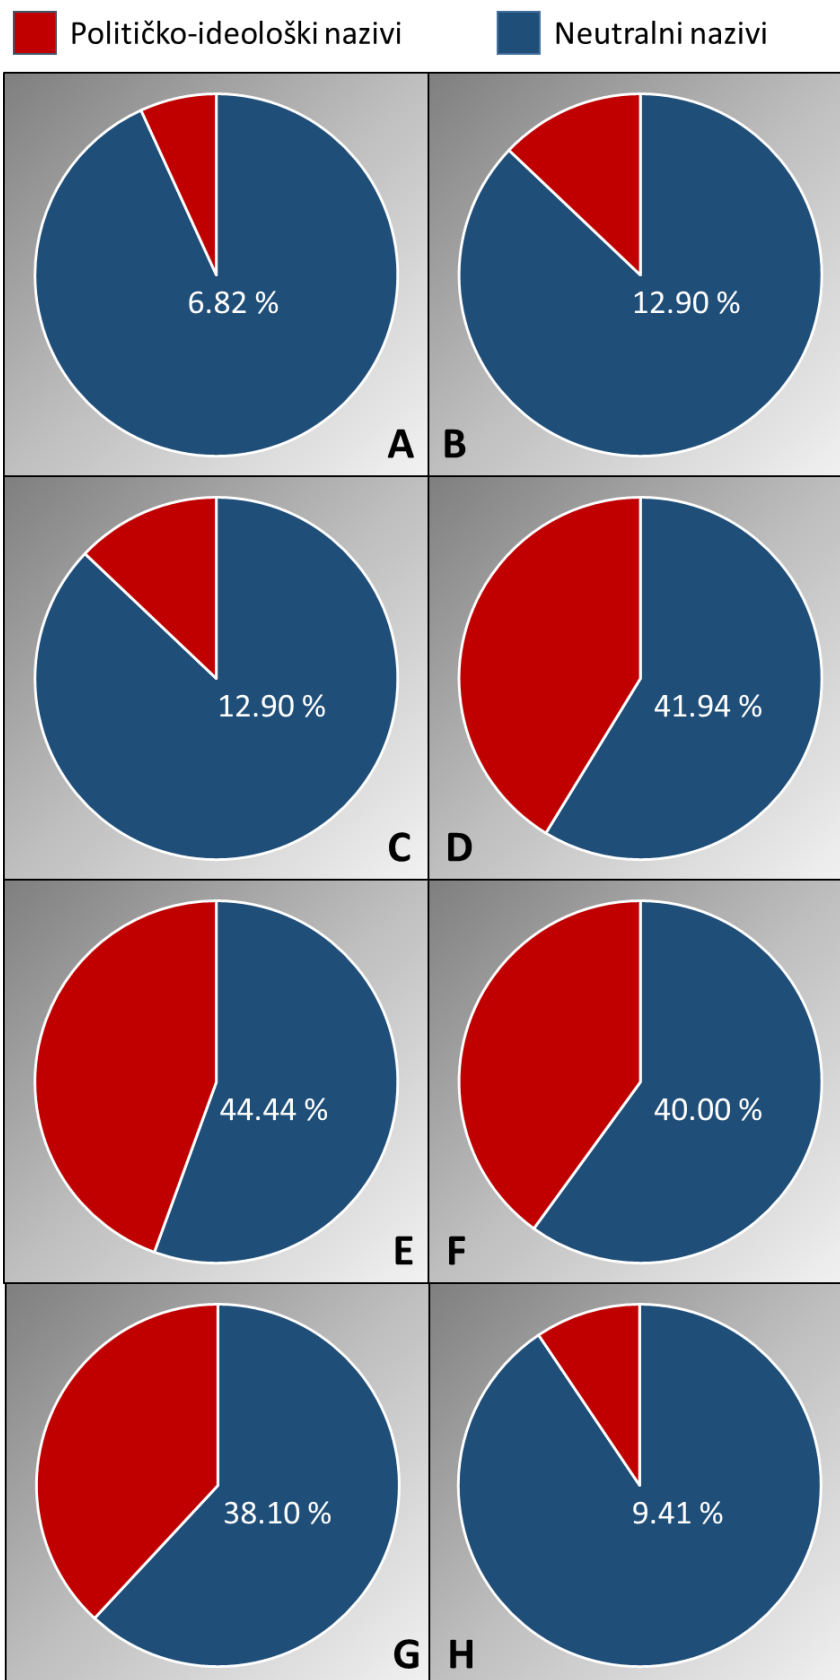 Političko-ideološki nazivi Neutralni nazivi
6.82 %
12.90 %
A B
12.90 %
41.94 %
C D
44.44 %
40.00 %
E F
38.10 %
9.41 %
G H